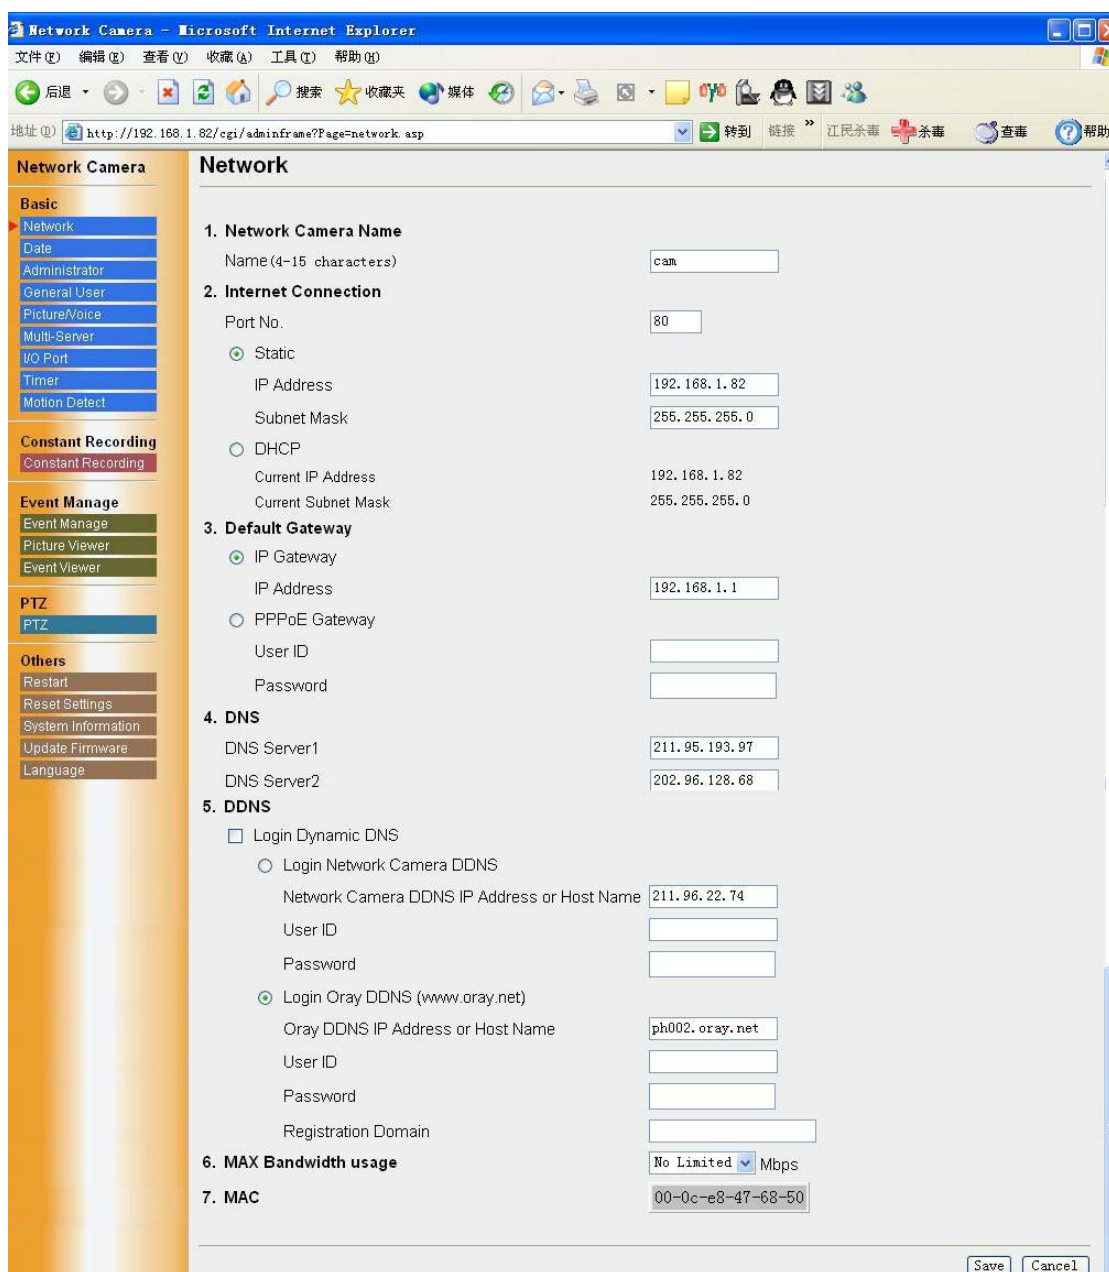 Network Camera - Microsoft Internet Explorer
文件(F) 编辑(E) 查看(V) 收藏(A) 工具(T) 帮助(H)
后退 搜索 收藏夹 媒体
地址(D) http://192.168.1.82/cgi/adminframe?Page=network.asp 转到 链接 » 江民杀毒 杀毒 查毒 帮助
Network Camera
Basic
Network
Date
Administrator
General User
Picture/Voice
Multi-Server
I/O Port
Timer
Motion Detect
Constant Recording
Constant Recording
Event Manage
Event Manage
Picture Viewer
Event Viewer
PTZ
PTZ
Others
Restart
Reset Settings
System Information
Update Firmware
Language
Network
1. Network Camera Name
Name(4-15 characters) cam
2. Internet Connection
Port No. 80
Static
IP Address 192.168.1.82
Subnet Mask 255.255.255.0
DHCP
Current IP Address 192.168.1.82
Current Subnet Mask 255.255.255.0
3. Default Gateway
IP Gateway
IP Address 192.168.1.1
PPPoE Gateway
User ID
Password
4. DNS
DNS Server1 211.95.193.97
DNS Server2 202.96.128.68
5. DDNS
Login Dynamic DNS
Login Network Camera DDNS
Network Camera DDNS IP Address or Host Name 211.96.22.74
User ID
Password
Login Oray DDNS (www.oray.net)
Oray DDNS IP Address or Host Name ph002.oray.net
User ID
Password
Registration Domain
6. MAX Bandwidth usage No Limited Mbps
7. MAC 00-0c-e8-47-68-50
Save Cancel